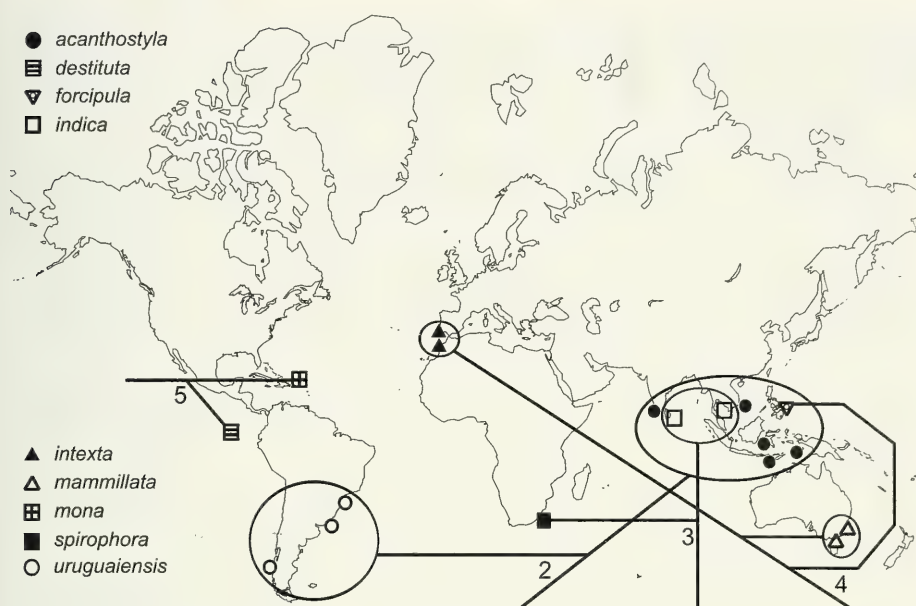 acanthostyla
destituta
forcipula
indica
5
intexta
mammillata
mona
spirophora
uruguaiensis
2
3
4